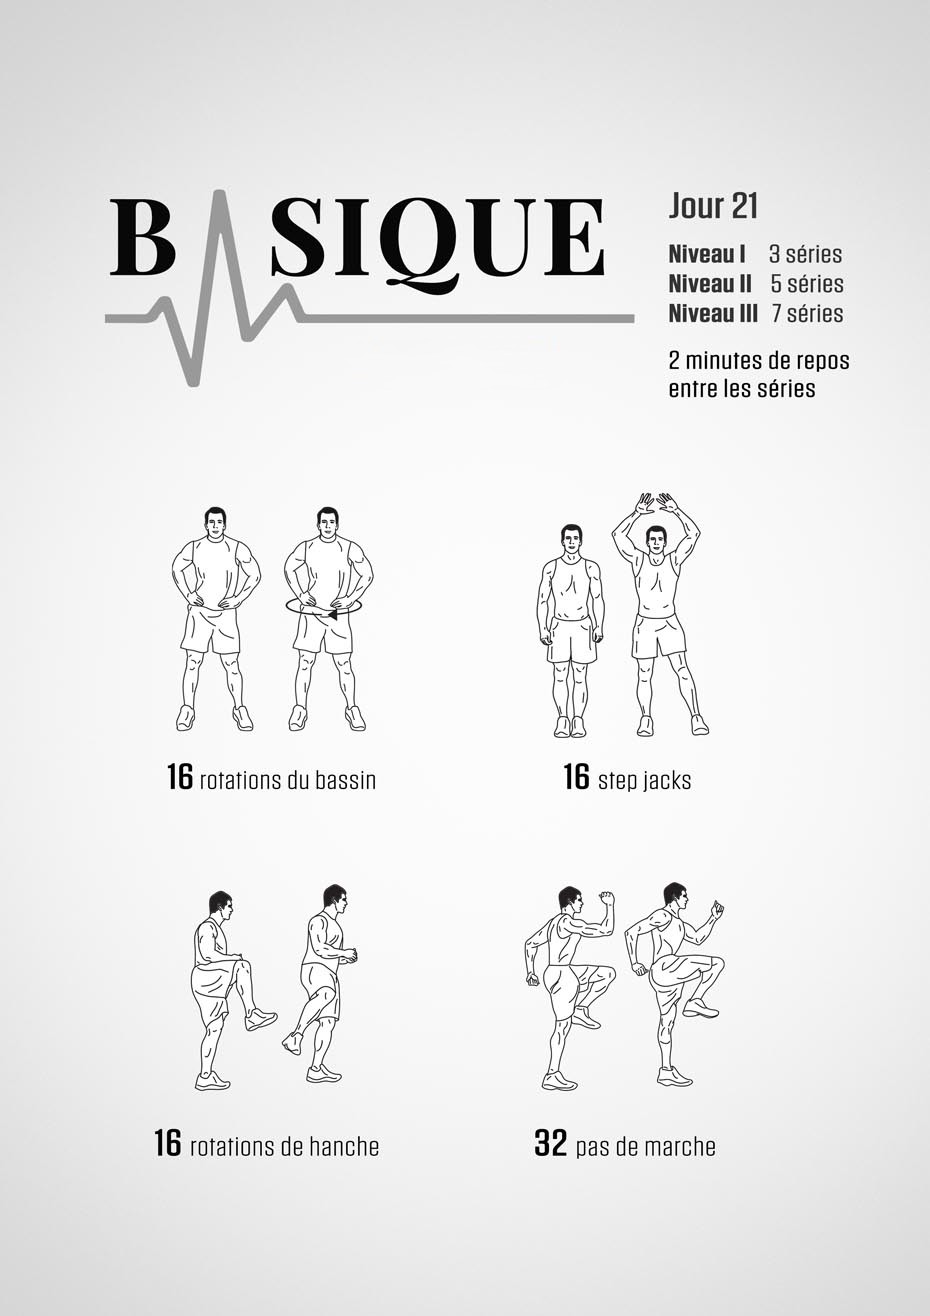 BASIQUE
Jour 21
Niveau I 3 séries
Niveau II 5 séries
Niveau III 7 séries
2 minutes de repos
entre les séries
16 rotations du bassin
16 step jacks
16 rotations de hanche
32 pas de marche